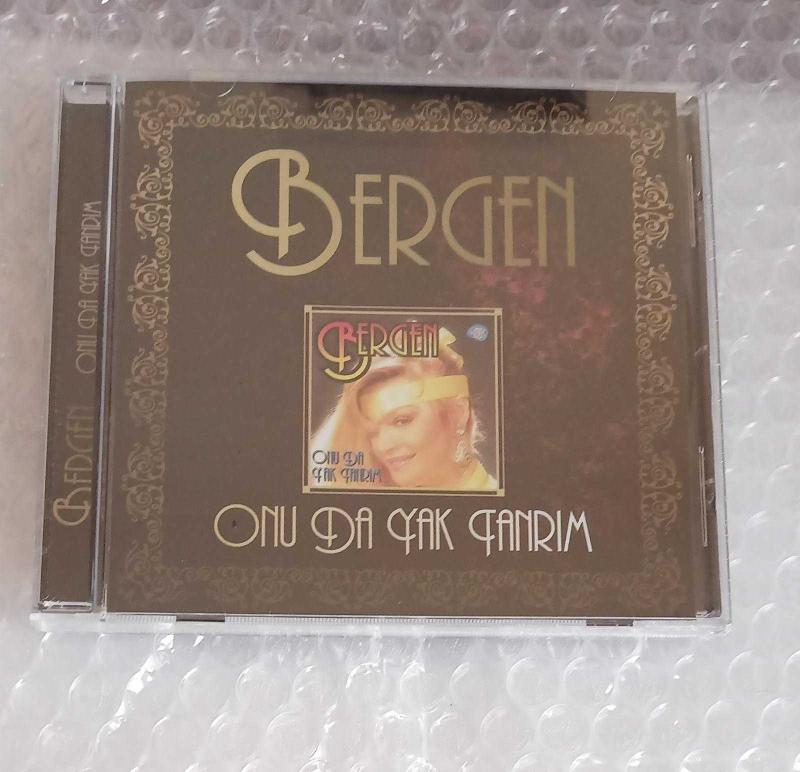 BERGEN
BERGEN
ONU DA
YAK TANRIM
ONU DA YAK TANRIM
BERGEN ONU DA YAK TANRIM